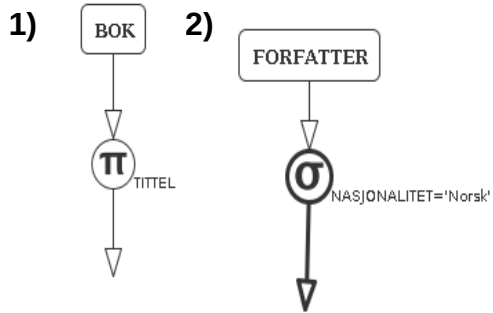 1)
BOK
π
TITTEL
2)
FORFATTER
σ
NASJONALITET='Norsk'